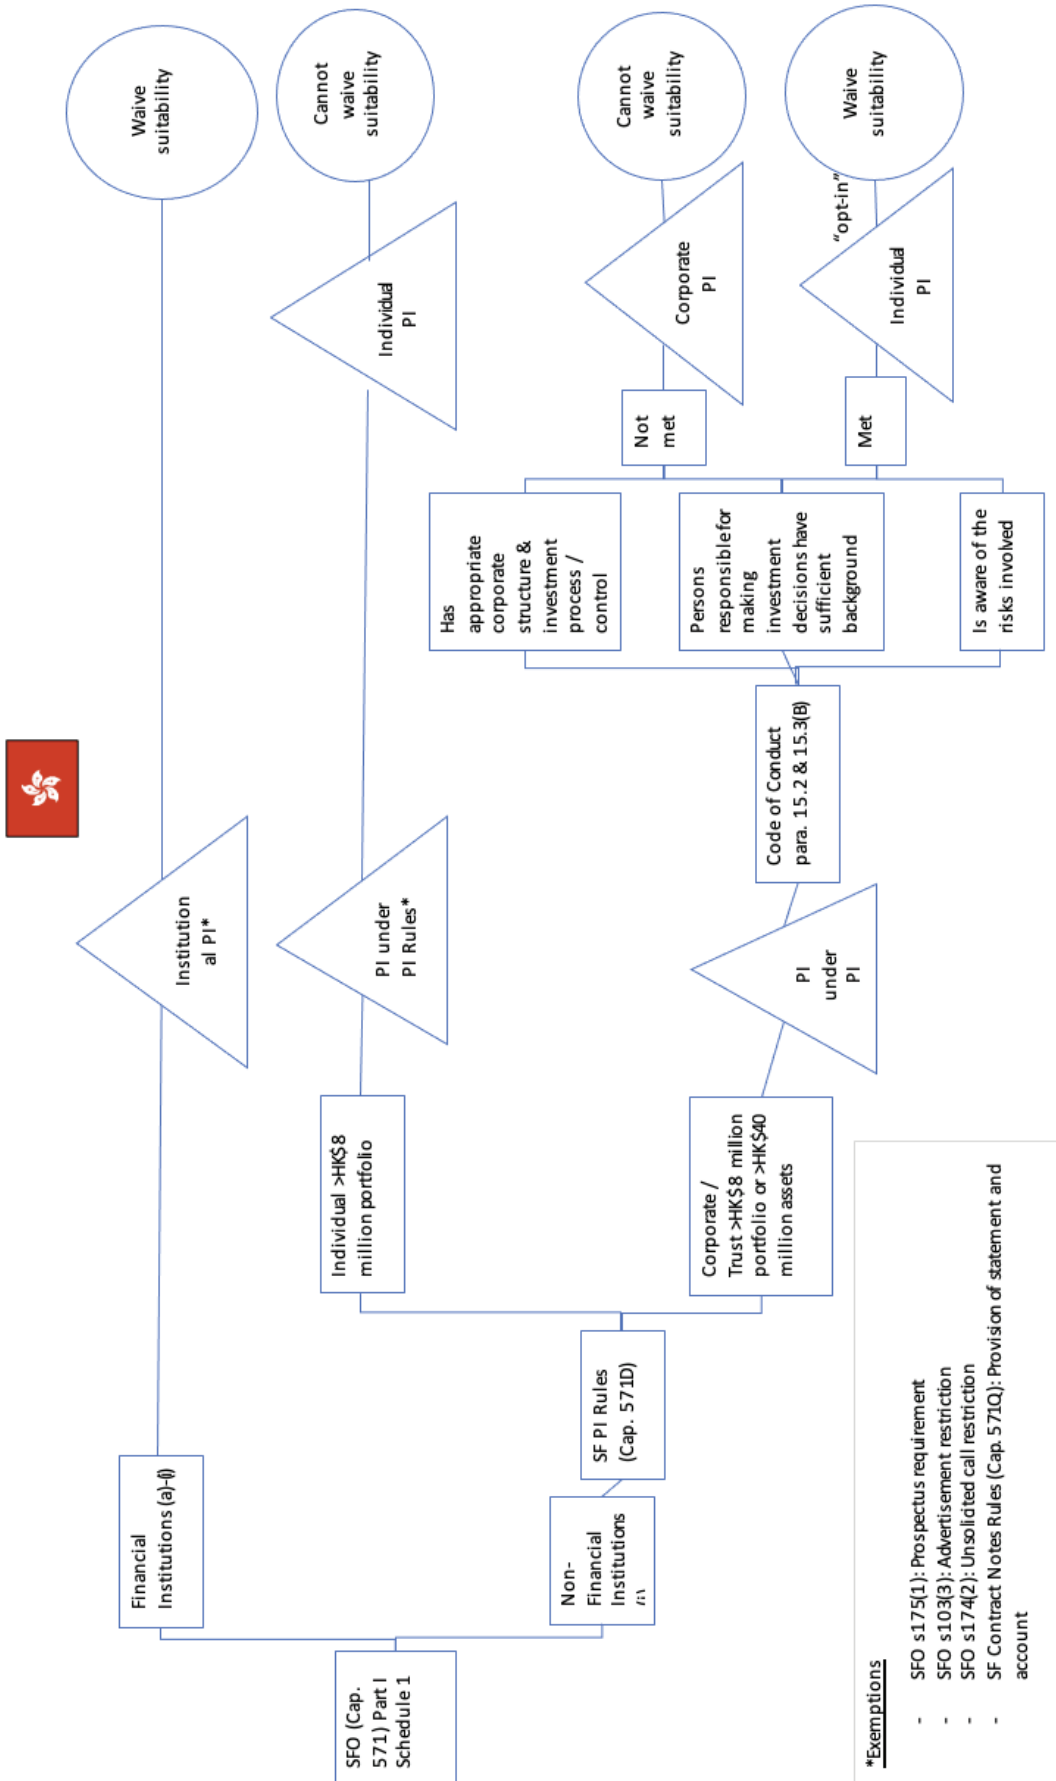 SFO (Cap.
571) Part I
Schedule 1
Financial
Institutions (a)-(i)
Non-
Financial
Institutions
SF PI Rules
(Cap. 571D)
Individual >HK$8
million portfolio
Corporate /
Trust >HK$8 million
portfolio or >HK$40
million assets
Institution
al PI*
PI under
PI Rules*
PI
under
PI
Code of Conduct
para. 15.2 & 15.3(B)
Has
appropriate
corporate
structure &
investment
process /
control
Persons
responsible for
making
investment
decisions have
sufficient
background
Is aware of the
risks involved
Not
met
Met
Individual
PI
Corporate
PI
Individual
PI
"opt-in"
Waive
suitability
Cannot
waive
suitability
Cannot
waive
suitability
Waive
suitability
*Exemptions
- SFO s175(1): Prospectus requirement
- SFO s103(3): Advertisement restriction
- SFO s174(2): Unsolicited call restriction
- SF Contract Notes Rules (Cap. 571Q): Provision of statement and
account